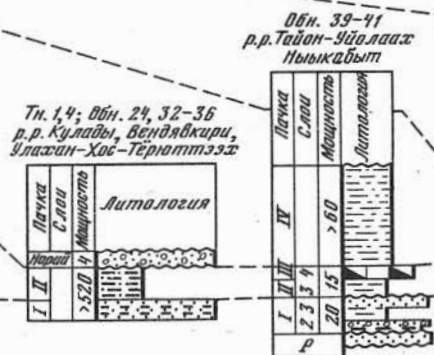 Обн. 39-41
р.р. Тайон-Уйолаах
Ныыкабыт
Тн. 1,4; Обн. 24, 32-36
р.р. Кулады, Вендявкири,
Улахан-Хос-Тёрюттээх
Пачка
Слои
Мощность
Литология
Норий
4
II
I
>520
Пачка
Слои
Мощность
Литология
IV
>60
III
II
3 4
15
I
2 3
20
P